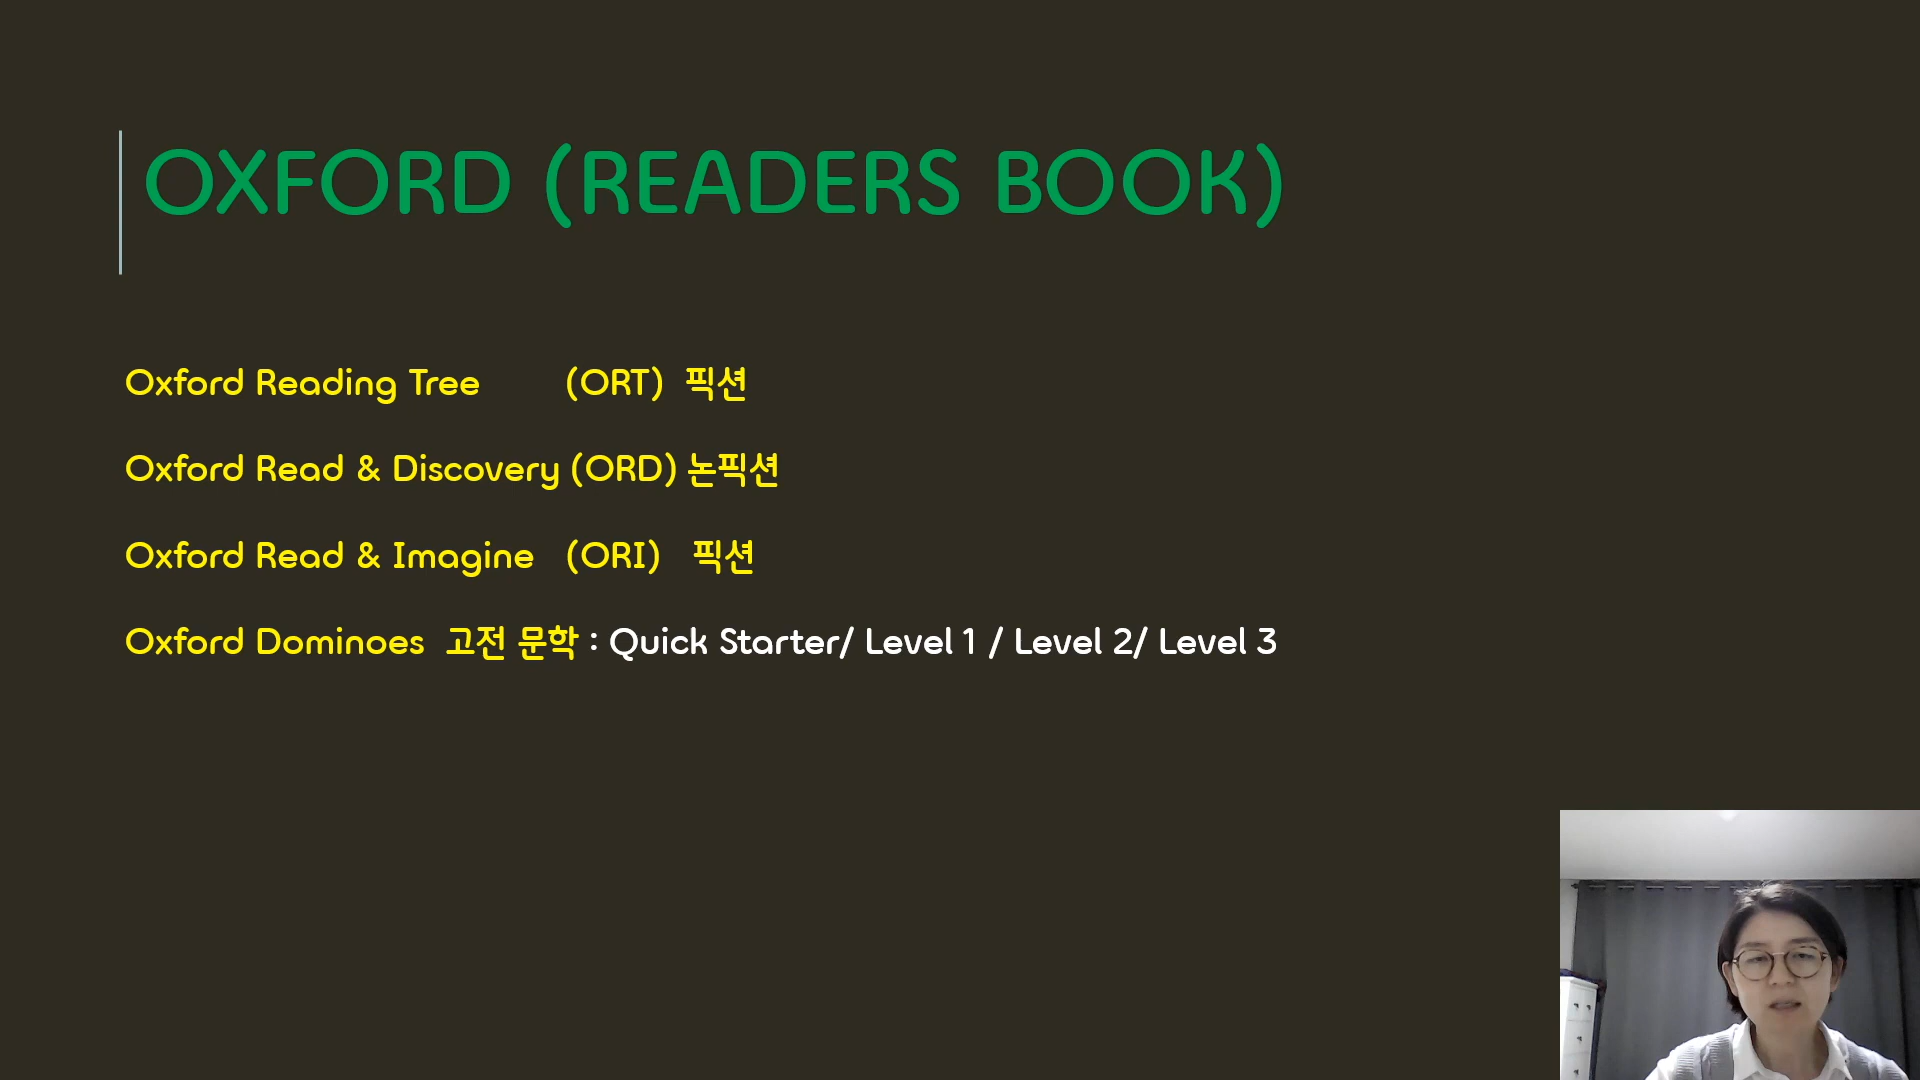 OXFORD (READERS BOOK)
Oxford Reading Tree (ORT) 픽션
Oxford Read & Discovery (ORD) 논픽션
Oxford Read & Imagine (ORI) 픽션
Oxford Dominoes 고전 문학 : Quick Starter/ Level 1 / Level 2/ Level 3